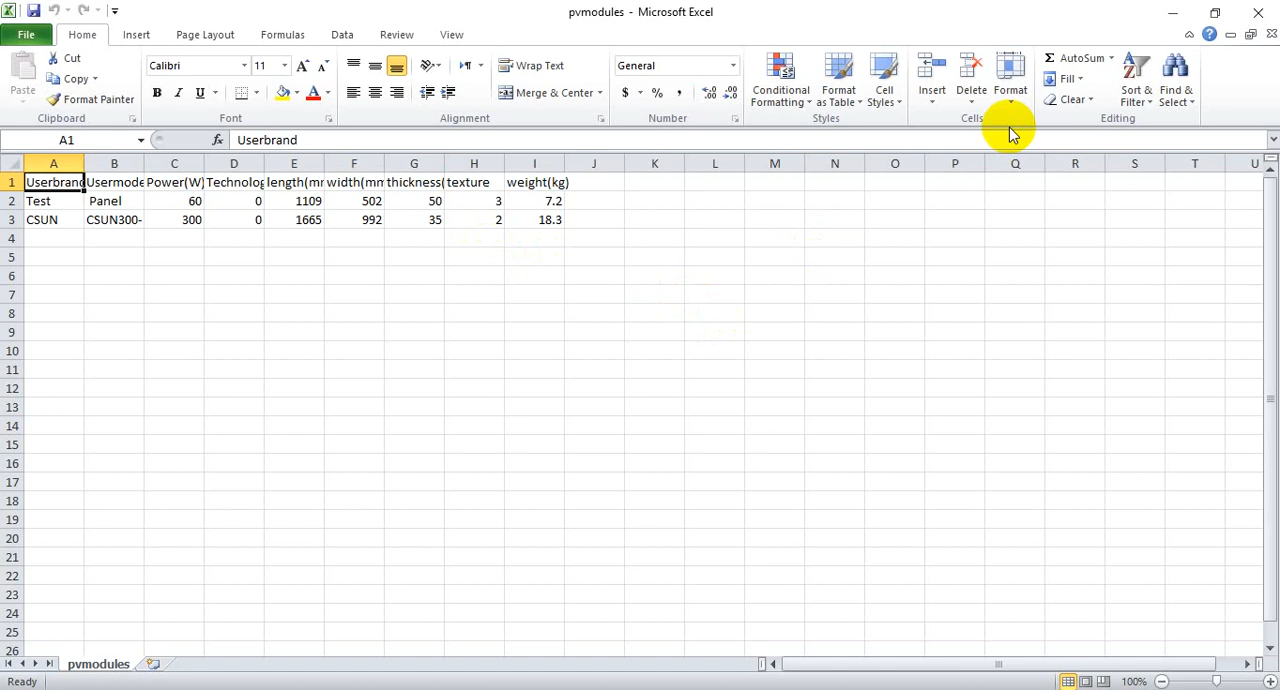 pvmodules - Microsoft Excel
File Home Insert Page Layout Formulas Data Review View
Paste Cut Copy Format Painter Clipboard
Calibri 11 A A B I U A Font
Wrap Text Merge & Center Alignment
General $ % , .00 .0 Number
Conditional Formatting Format as Table Cell Styles Styles
Insert Delete Format Cells
Σ AutoSum Fill Clear Sort & Filter Find & Select Editing
A1 fx Userbrand
A B C D E F G H I J K L M N O P Q R S T U
1 Userbrand Usermode Power(W) Technolog length(mr width(mm thickness( texture weight(kg)
2 Test Panel 60 0 1109 502 50 3 7.2
3 CSUN CSUN300- 300 0 1665 992 35 2 18.3
4
5
6
7
8
9
10
11
12
13
14
15
16
17
18
19
20
21
22
23
24
25
26
pvmodules
Ready 100%